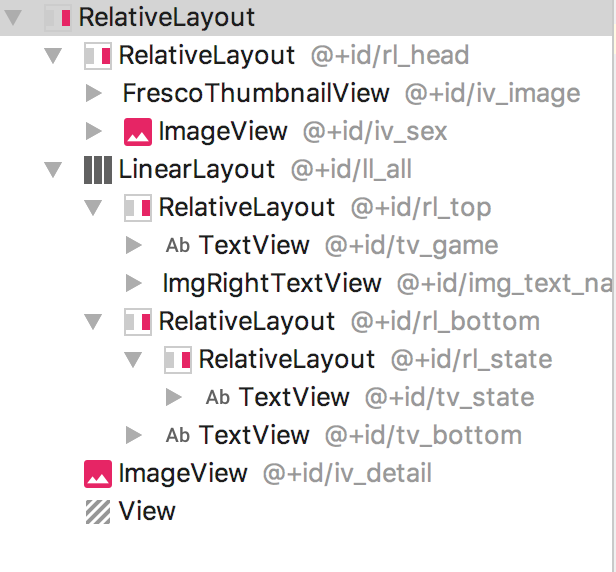 RelativeLayout
RelativeLayout @+id/rl_head
FrescoThumbnailView @+id/iv_image
ImageView @+id/iv_sex
LinearLayout @+id/ll_all
RelativeLayout @+id/rl_top
Ab TextView @+id/tv_game
ImgRightTextView @+id/img_text_na
RelativeLayout @+id/rl_bottom
RelativeLayout @+id/rl_state
Ab TextView @+id/tv_state
Ab TextView @+id/tv_bottom
ImageView @+id/iv_detail
View